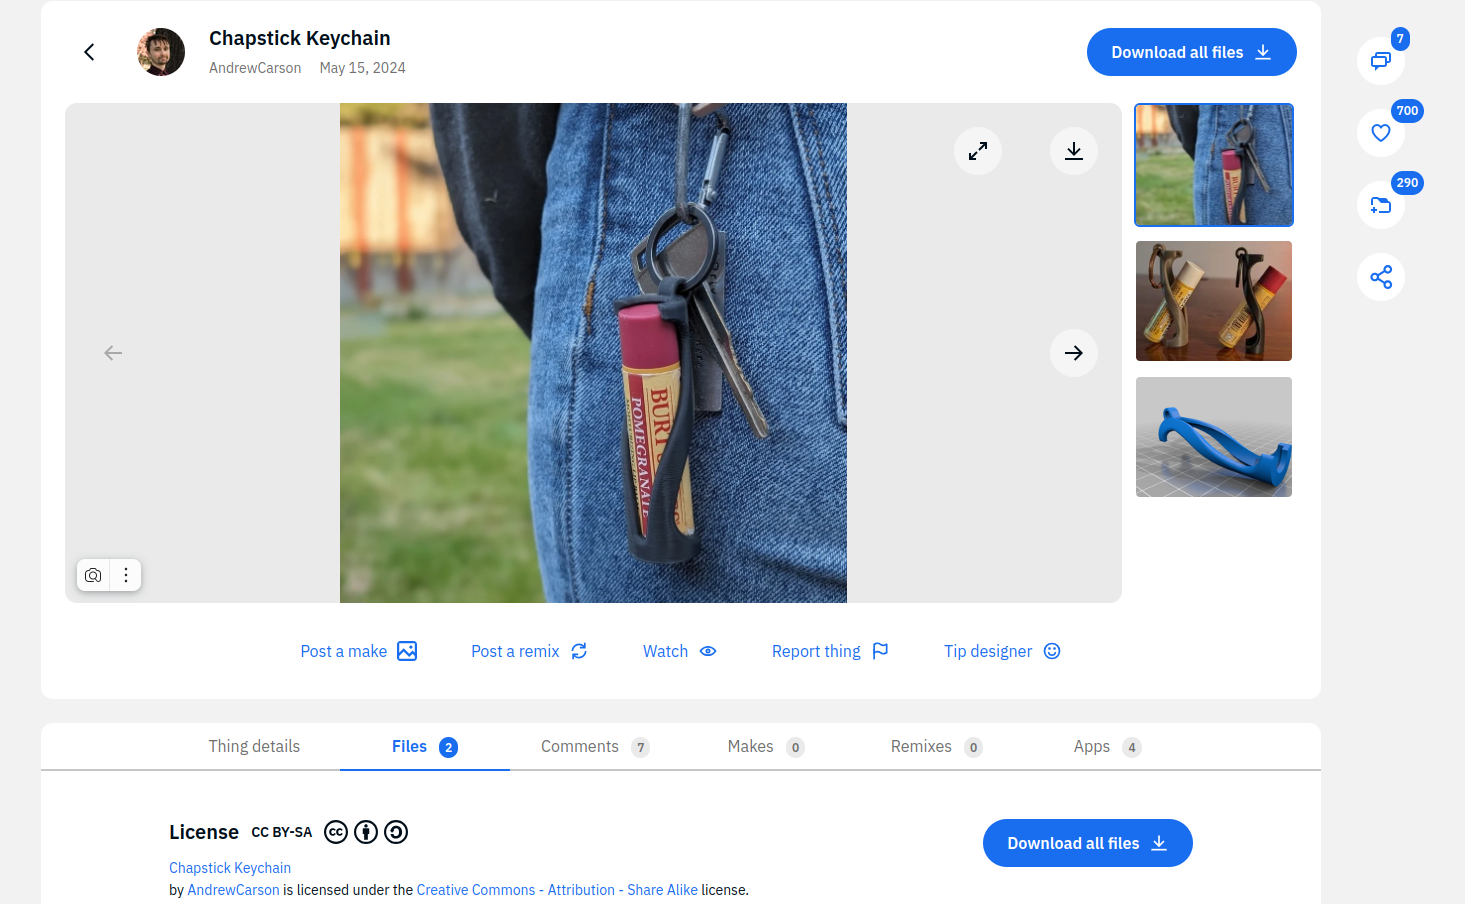 Chapstick Keychain
AndrewCarson May 15, 2024
Download all files
7
700
290
BURT
POMEGRANATE
Post a make
Post a remix
Watch
Report thing
Tip designer
Thing details
Files 2
Comments 7
Makes 0
Remixes 0
Apps 4
License CC BY-SA cc
Download all files
Chapstick Keychain
by AndrewCarson is licensed under the Creative Commons - Attribution - Share Alike license.